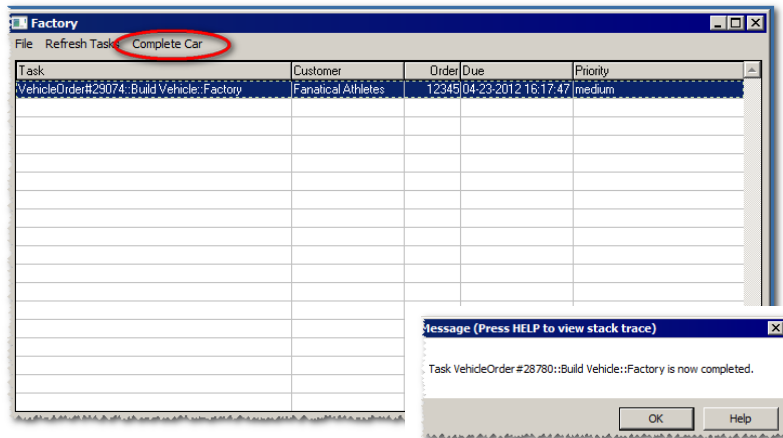 Factory
File Refresh Tasks Complete Car
Task Customer Order Due Priority
VehicleOrder#29074::Build Vehicle::Factory Fanatical Athletes 12345 04-23-2012 16:17:47 medium
Message (Press HELP to view stack trace)
Task VehicleOrder#28780::Build Vehicle::Factory is now completed.
OK Help